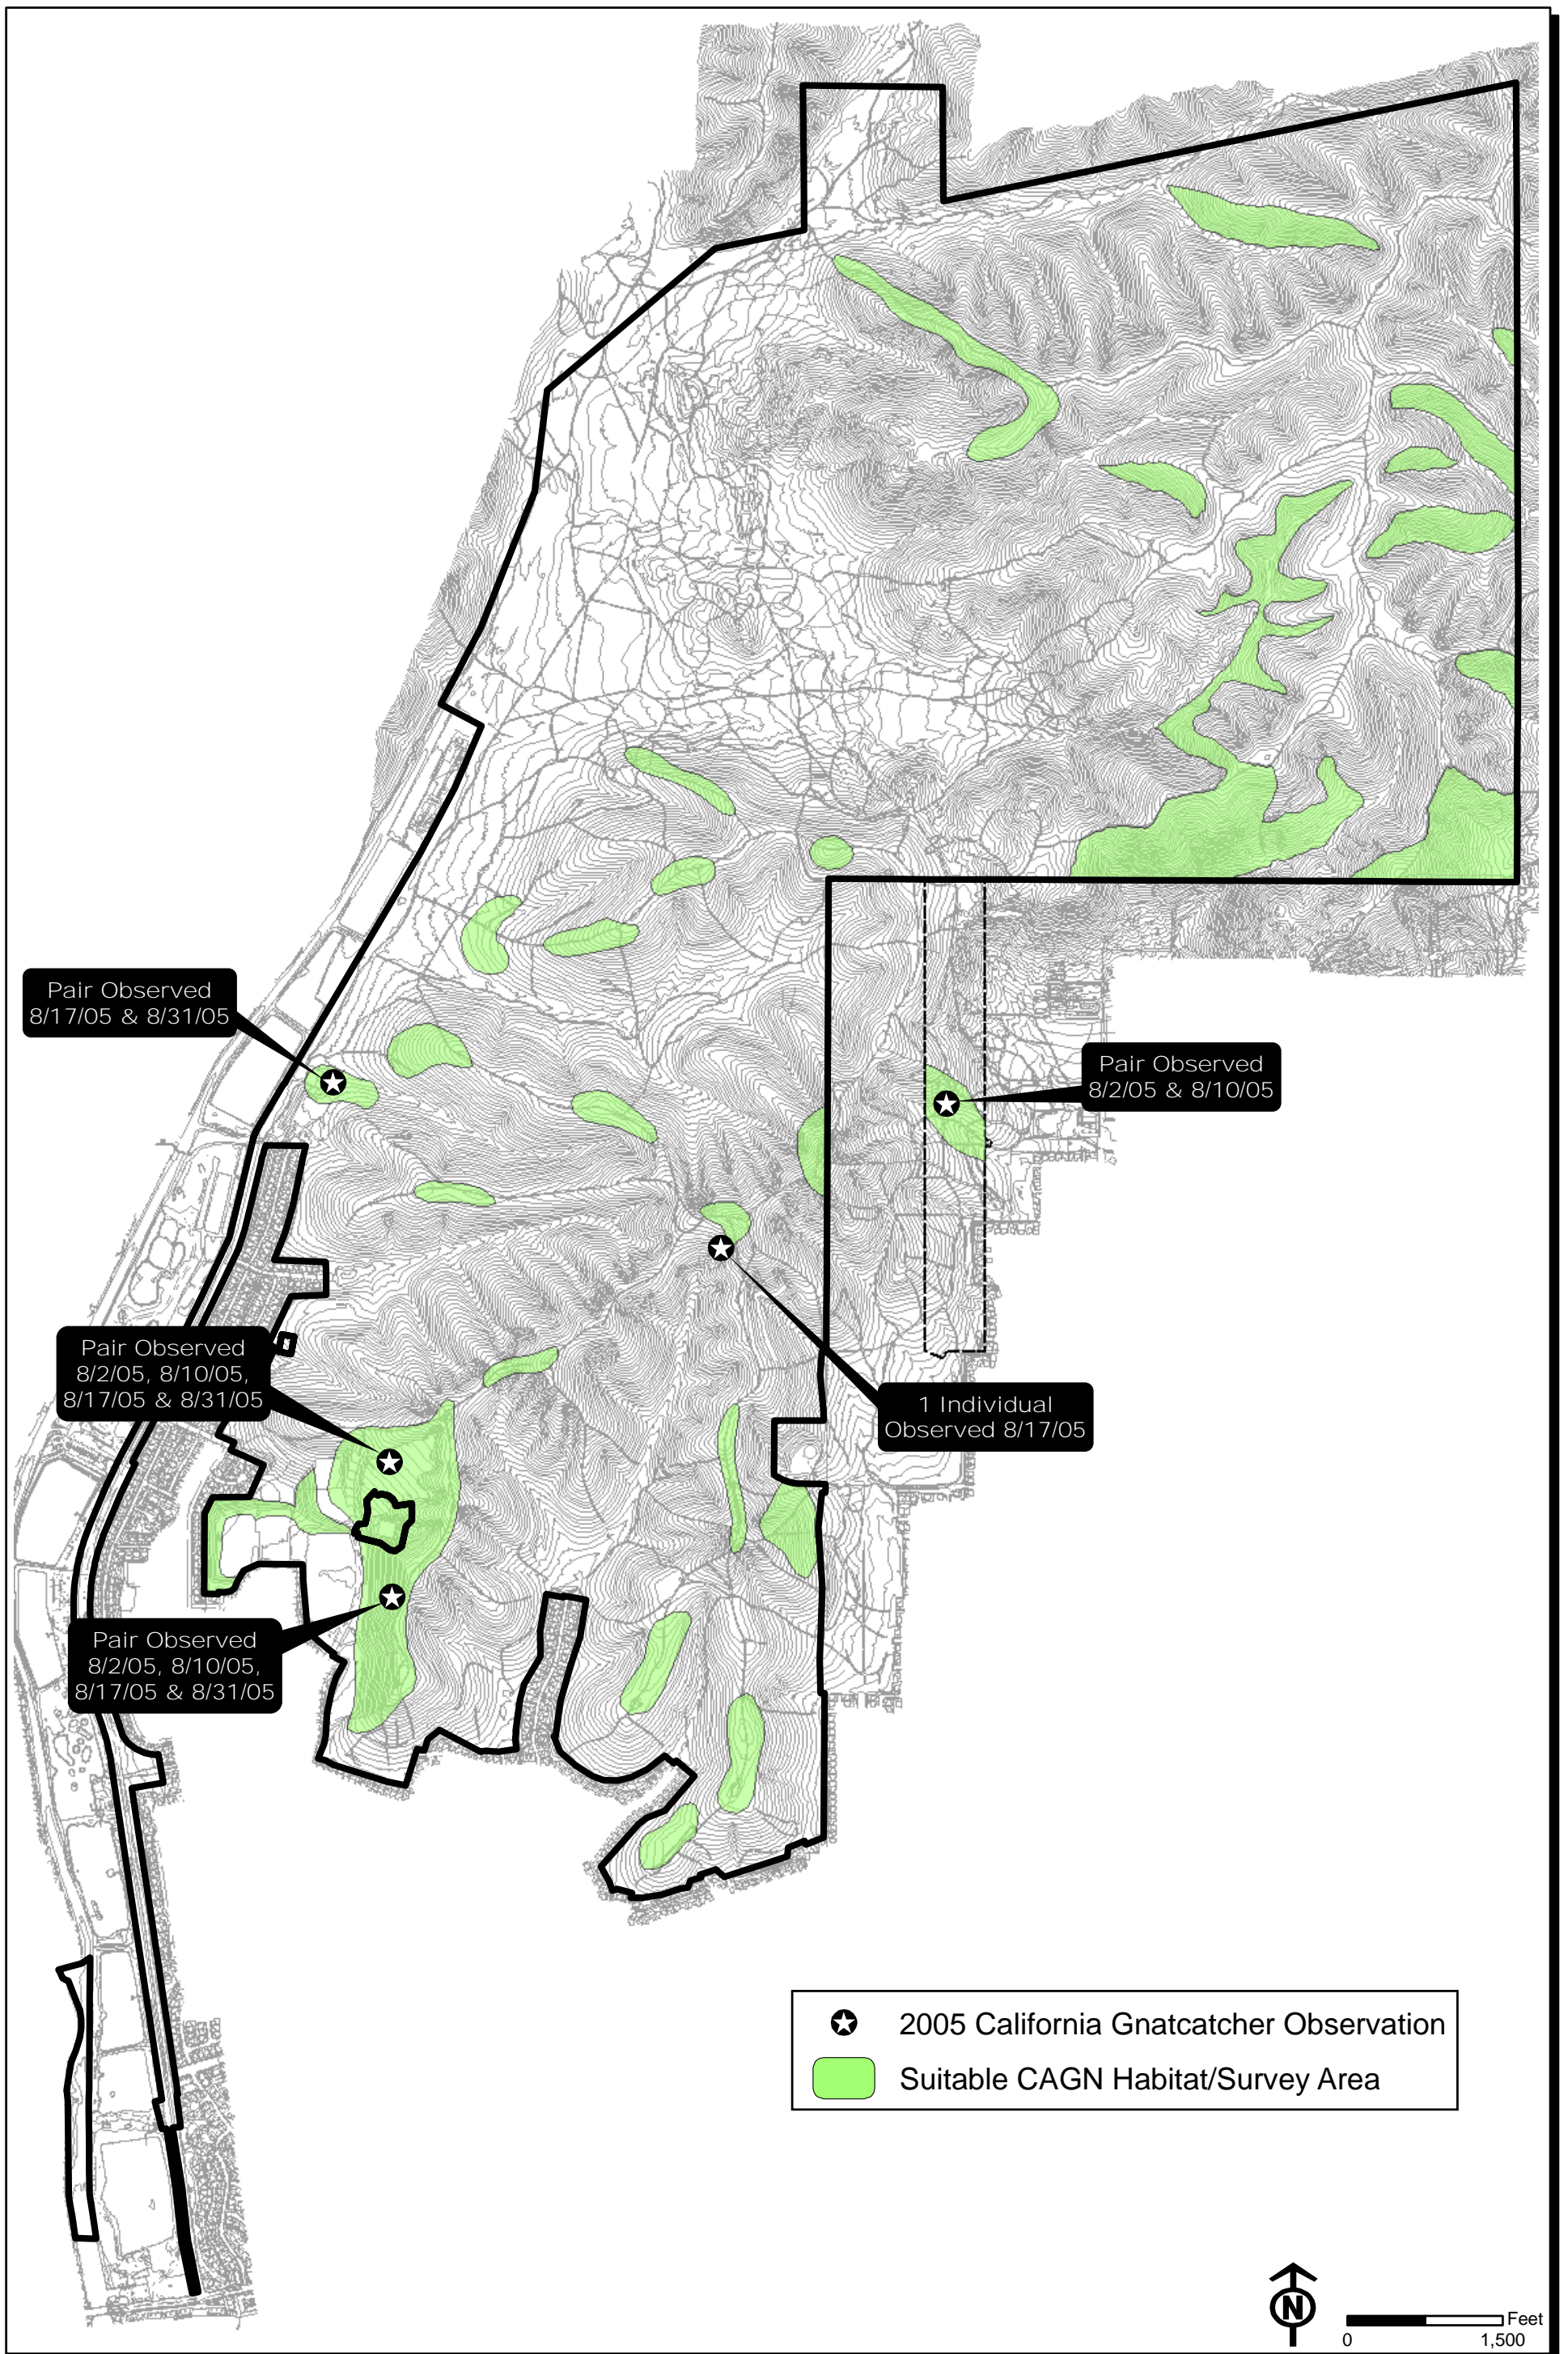 Pair Observed
8/17/05 & 8/31/05
Pair Observed
8/2/05 & 8/10/05
Pair Observed
8/2/05, 8/10/05,
8/17/05 & 8/31/05
1 Individual
Observed 8/17/05
Pair Observed
8/2/05, 8/10/05,
8/17/05 & 8/31/05
2005 California Gnatcatcher Observation
Suitable CAGN Habitat/Survey Area
N
Feet
0 1,500